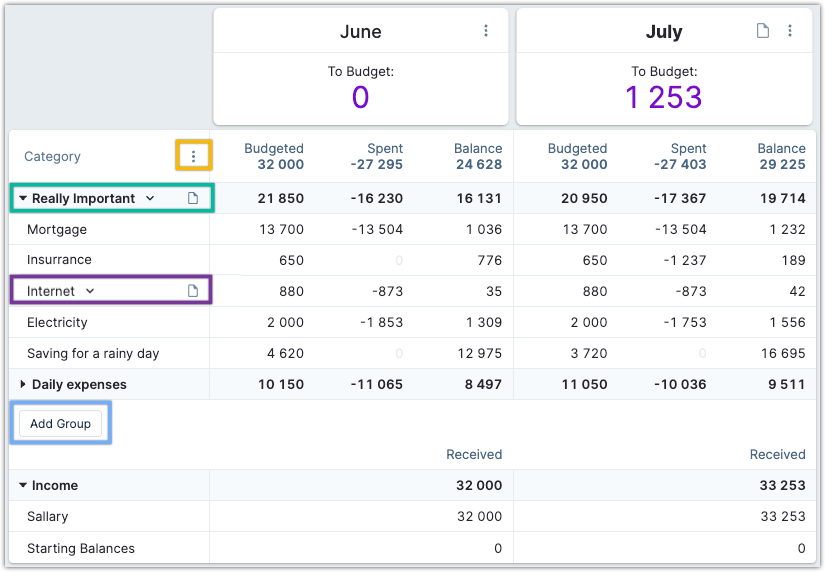 June July
To Budget: To Budget:
0 1 253
Category Budgeted Spent Balance Budgeted Spent Balance
32 000 -27 295 24 628 32 000 -27 403 29 225
Really Important 21 850 -16 230 16 131 20 950 -17 367 19 714
Mortgage 13 700 -13 504 1 036 13 700 -13 504 1 232
Insurrance 650 0 776 650 -1 237 189
Internet 880 -873 35 880 -873 42
Electricity 2 000 -1 853 1 309 2 000 -1 753 1 556
Saving for a rainy day 4 620 0 12 975 3 720 0 16 695
Daily expenses 10 150 -11 065 8 497 11 050 -10 036 9 511
Add Group
Received Received
Income 32 000 33 253
Sallary 32 000 33 253
Starting Balances 0 0